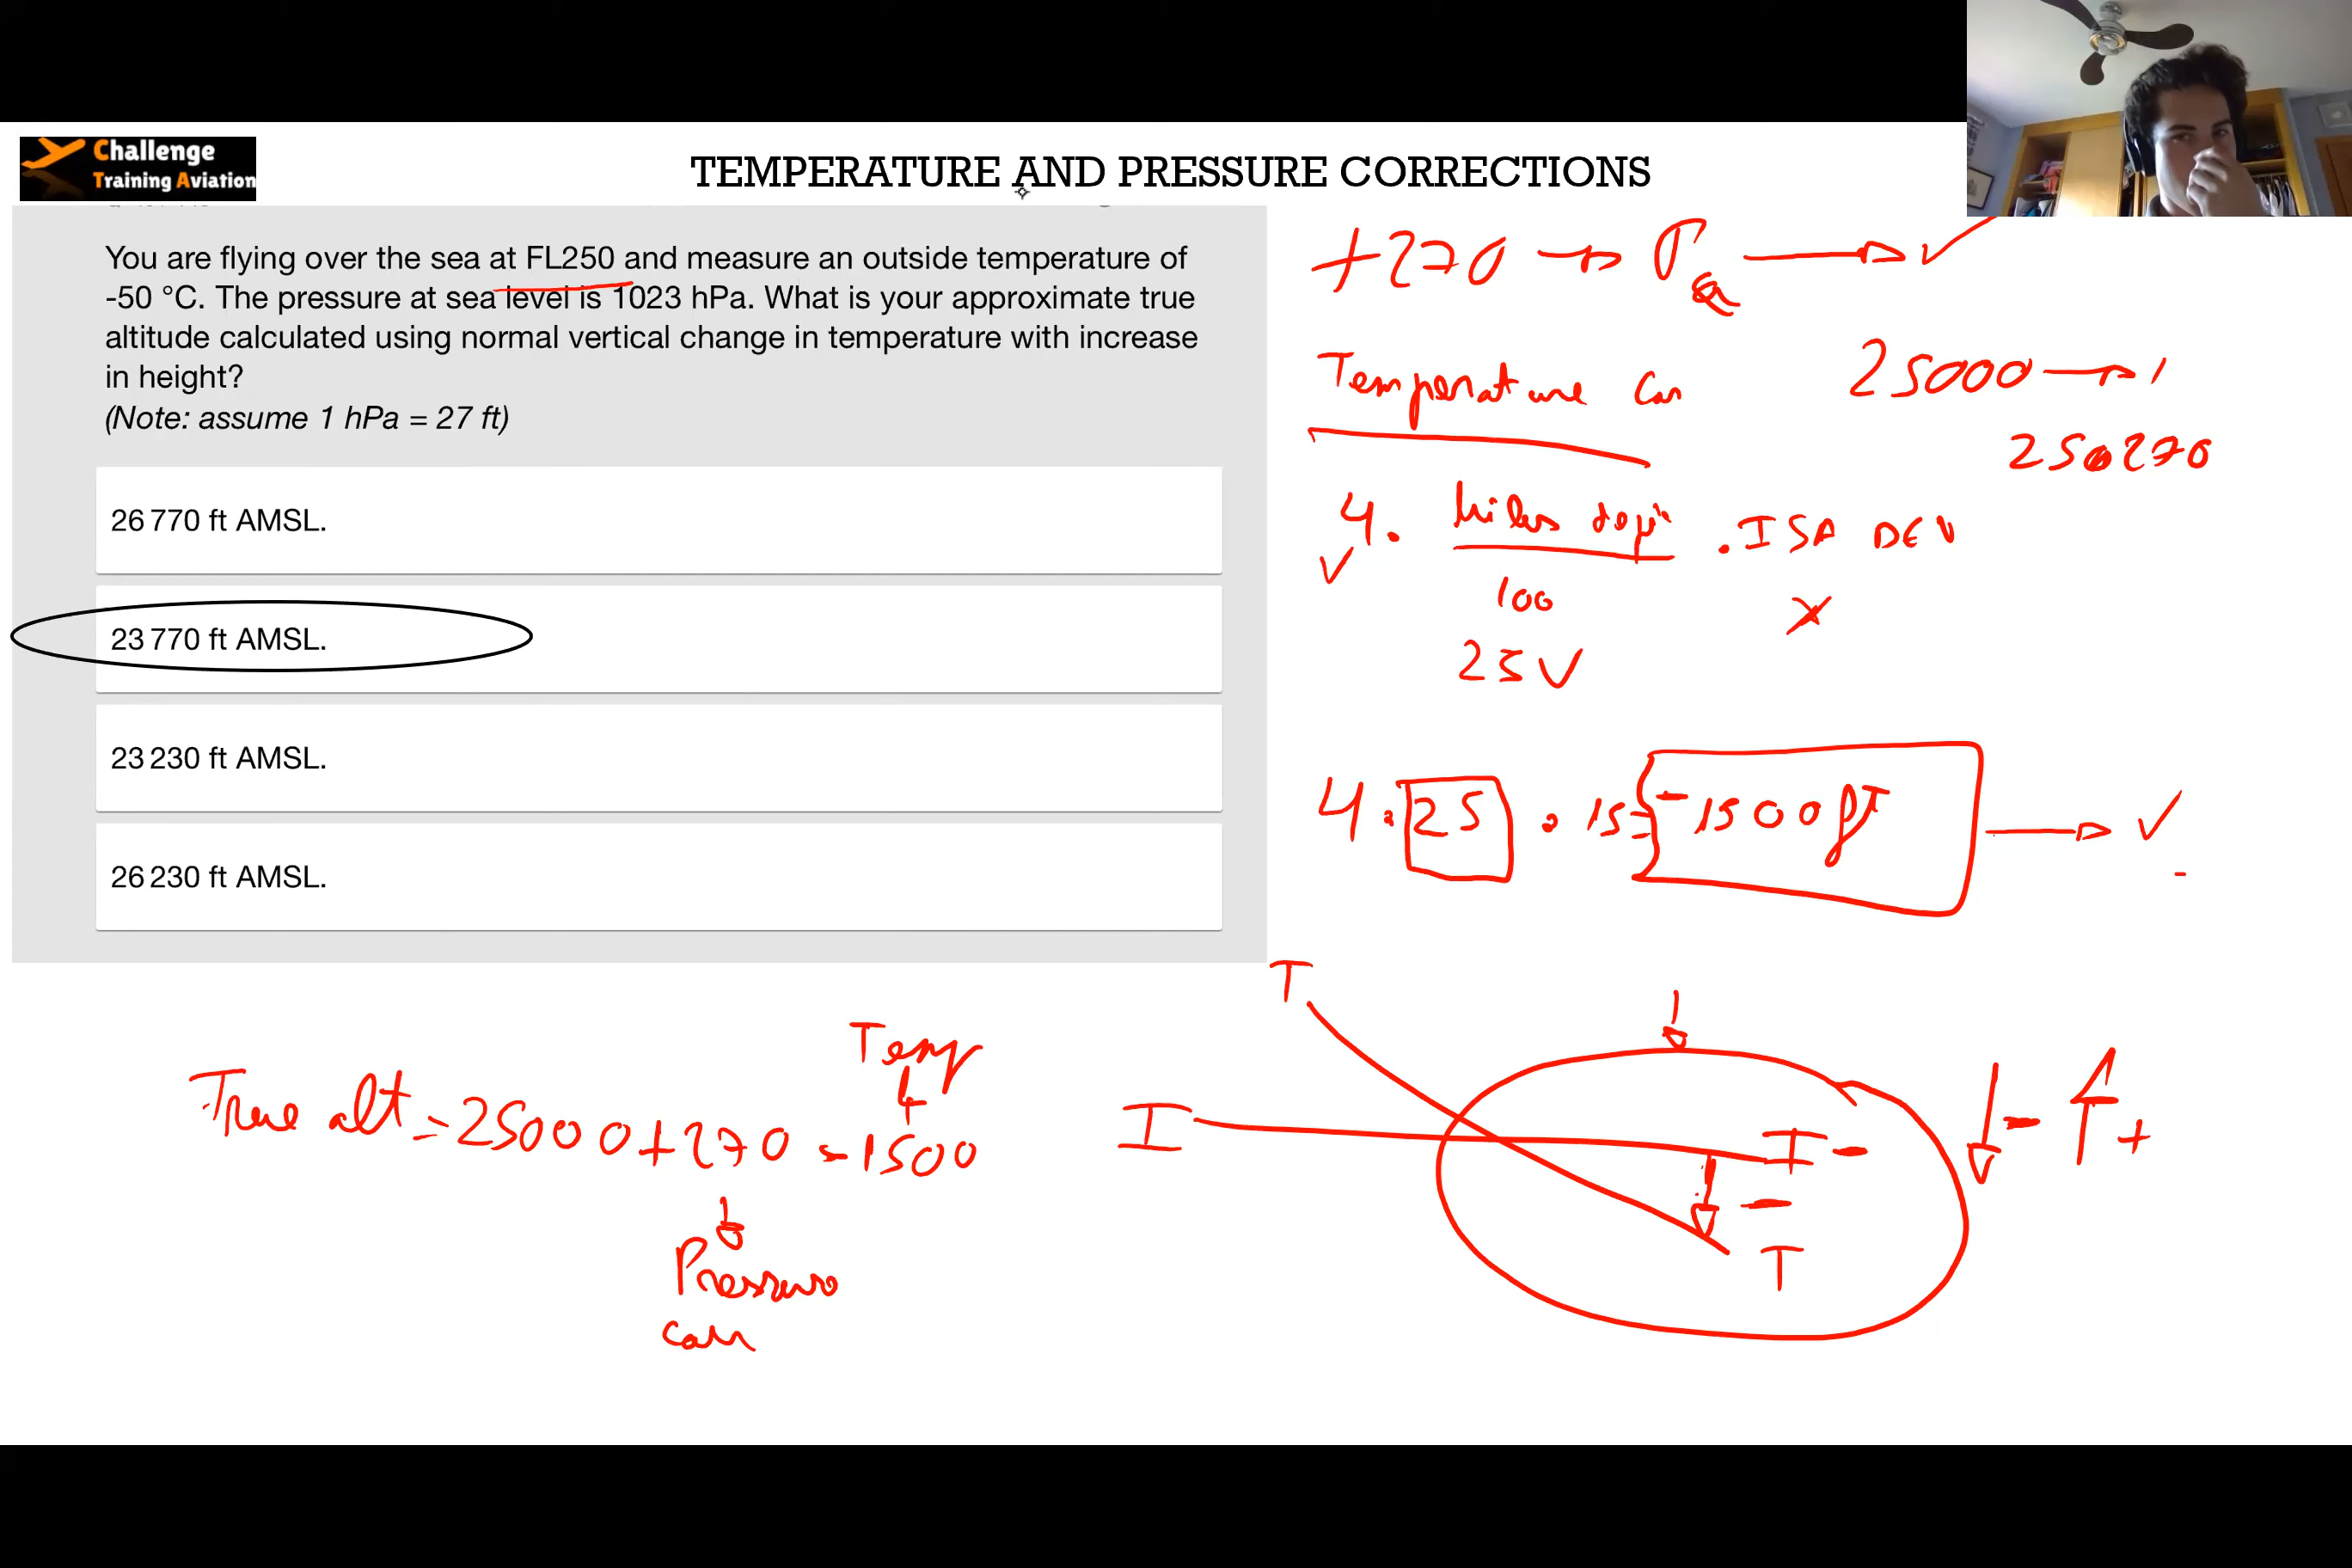 Challenge
Training Aviation
TEMPERATURE AND PRESSURE CORRECTIONS
You are flying over the sea at FL250 and measure an outside temperature of
-50 °C. The pressure at sea level is 1023 hPa. What is your approximate true
altitude calculated using normal vertical change in temperature with increase
in height?
(Note: assume 1 hPa = 27 ft)
26 770 ft AMSL.
23 770 ft AMSL.
23 230 ft AMSL.
26 230 ft AMSL.
+270
Temperature
25000
4.
. ISA DEV
100
25
4 . 25 . 15 = -1500 ft
T
I
I -
-
T
- +
Temp
True alt = 25000 + 270 - 1500
Pressure